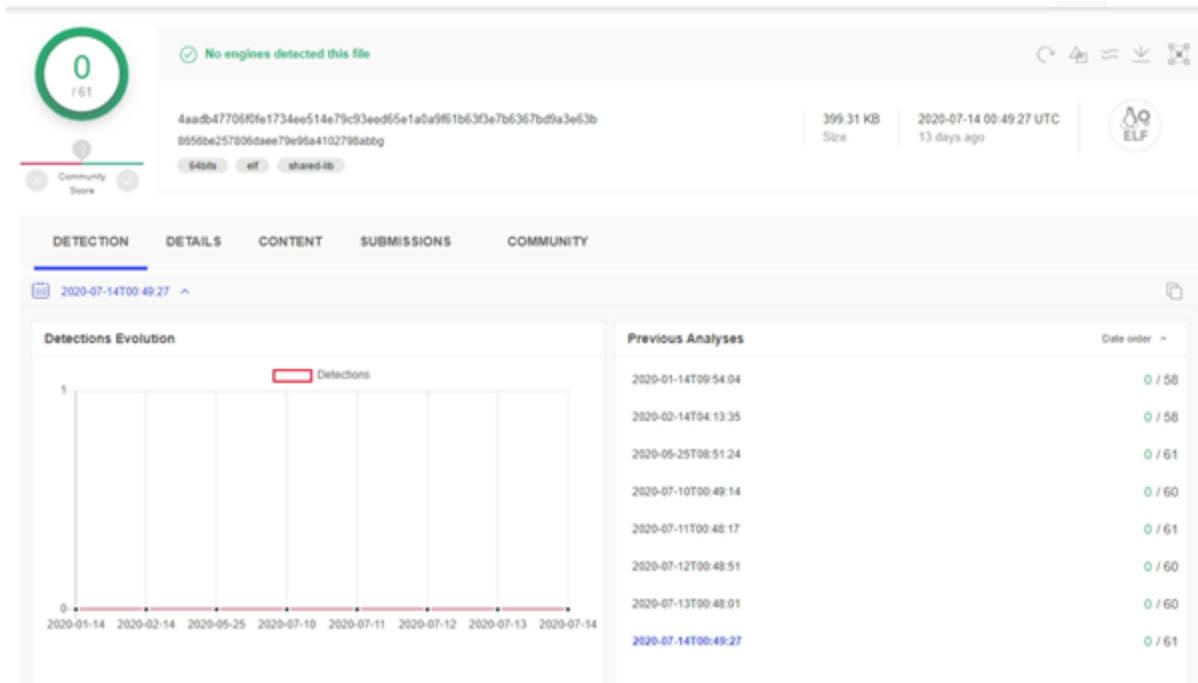 0
/ 61
No engines detected this file
4aadb47706f0fe1734ee514e79c93eed65e1a0a9f61b63f3e7b6367bd9a3e63b
8656be257806daee79e96a4102798abbg
64bits elf shared-lib
399.31 KB
Size
2020-07-14 00:49:27 UTC
13 days ago
ELF
?
Community
Score
DETECTION DETAILS CONTENT SUBMISSIONS COMMUNITY
2020-07-14T00:49:27
Detections Evolution
Detections
1
0
2020-01-14 2020-02-14 2020-05-25 2020-07-10 2020-07-11 2020-07-12 2020-07-13 2020-07-14
Previous Analyses Date order
2020-01-14T09:54:04 0 / 58
2020-02-14T04:13:35 0 / 58
2020-05-25T08:51:24 0 / 61
2020-07-10T00:49:14 0 / 60
2020-07-11T00:48:17 0 / 61
2020-07-12T00:48:51 0 / 60
2020-07-13T00:48:01 0 / 60
2020-07-14T00:49:27 0 / 61